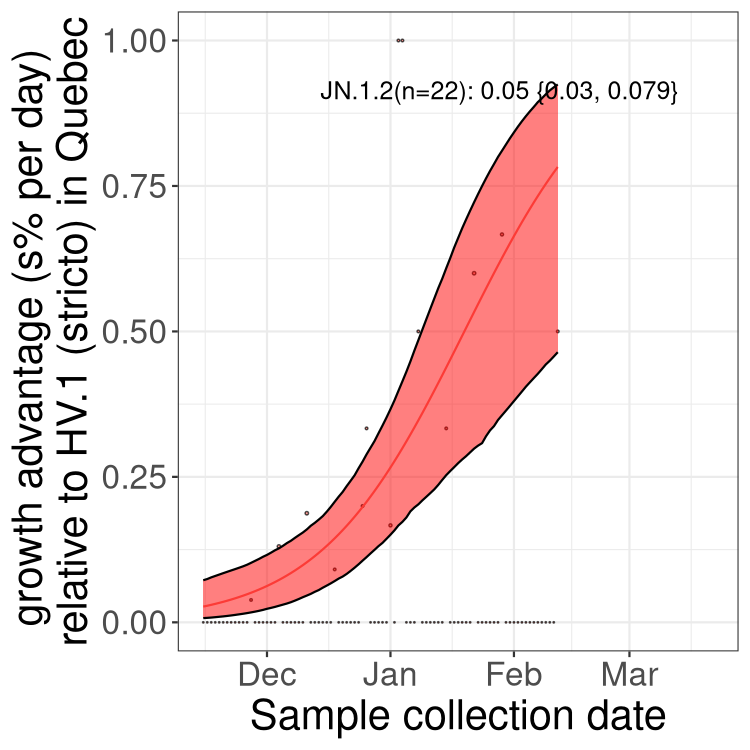 growth advantage (s% per day)
relative to HV.1 (stricto) in Quebec
1.00
0.75
0.50
0.25
0.00
JN.1.2(n=22): 0.05 {0.03, 0.079}
Dec Jan Feb Mar
Sample collection date